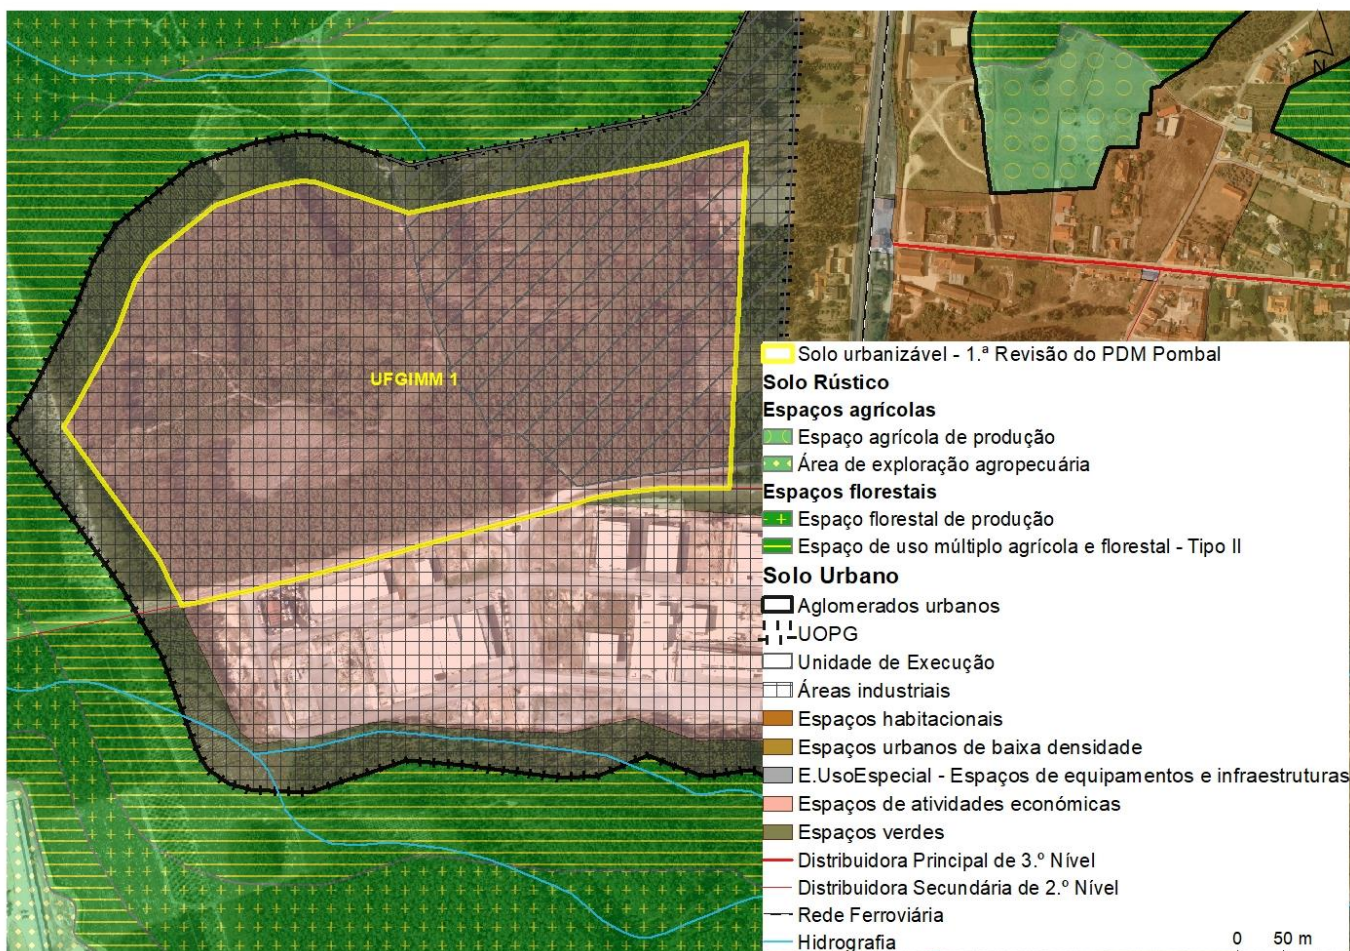 N
UFGIMM 1
Solo urbanizável - 1.ª Revisão do PDM Pombal
Solo Rústico
Espaços agrícolas
Espaço agrícola de produção
Área de exploração agropecuária
Espaços florestais
Espaço florestal de produção
Espaço de uso múltiplo agrícola e florestal - Tipo II
Solo Urbano
Aglomerados urbanos
UOPG
Unidade de Execução
Áreas industriais
Espaços habitacionais
Espaços urbanos de baixa densidade
E.UsoEspecial - Espaços de equipamentos e infraestruturas
Espaços de atividades económicas
Espaços verdes
Distribuidora Principal de 3.º Nível
Distribuidora Secundária de 2.º Nível
Rede Ferroviária
Hidrografia
0 50 m